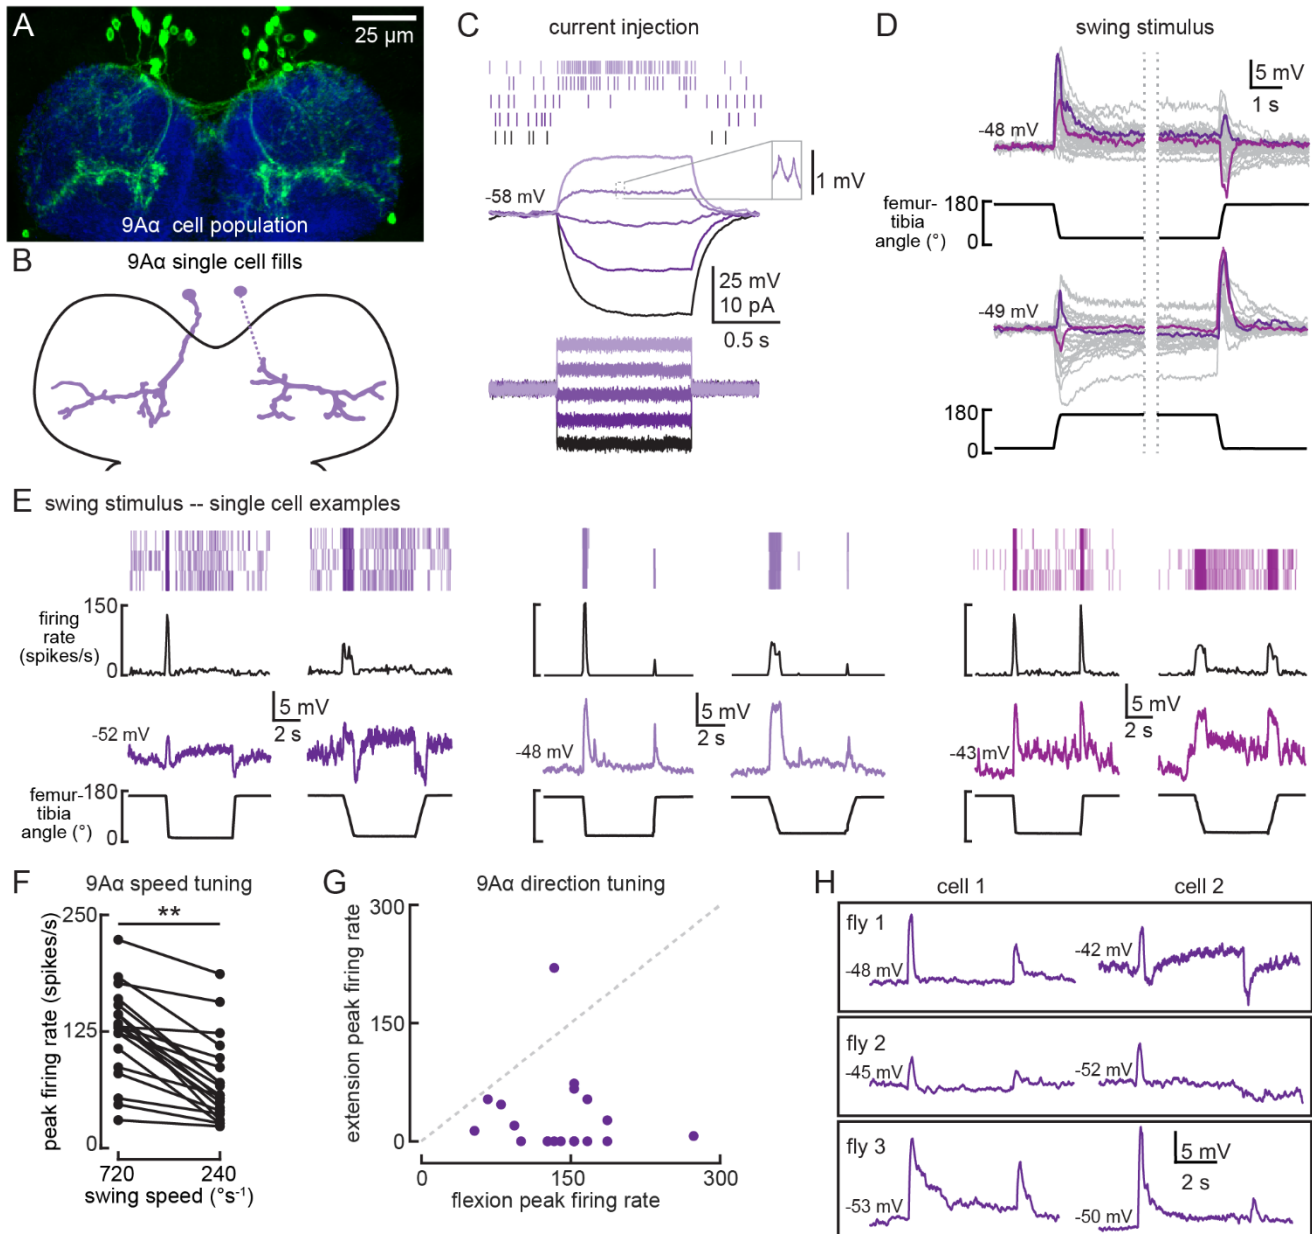 A
25 µm
9Aα cell population
B
9Aα single cell fills
C
current injection
-58 mV
1 mV
25 mV
10 pA
0.5 s
D
swing stimulus
5 mV
1 s
-48 mV
femur-
tibia
angle (°)
180
0
-49 mV
180
0
E
swing stimulus -- single cell examples
firing
rate
(spikes/s)
150
0
-52 mV
5 mV
2 s
-48 mV
5 mV
2 s
-43 mV
5 mV
2 s
femur-
tibia
angle (°)
180
0
F
9Aα speed tuning
**
peak firing rate (spikes/s)
250
125
0
720
240
swing speed (°s⁻¹)
G
9Aα direction tuning
extension peak firing rate
300
150
0
0
150
300
flexion peak firing rate
H
cell 1
cell 2
fly 1
-48 mV
-42 mV
fly 2
-45 mV
-52 mV
fly 3
-53 mV
-50 mV
5 mV
2 s